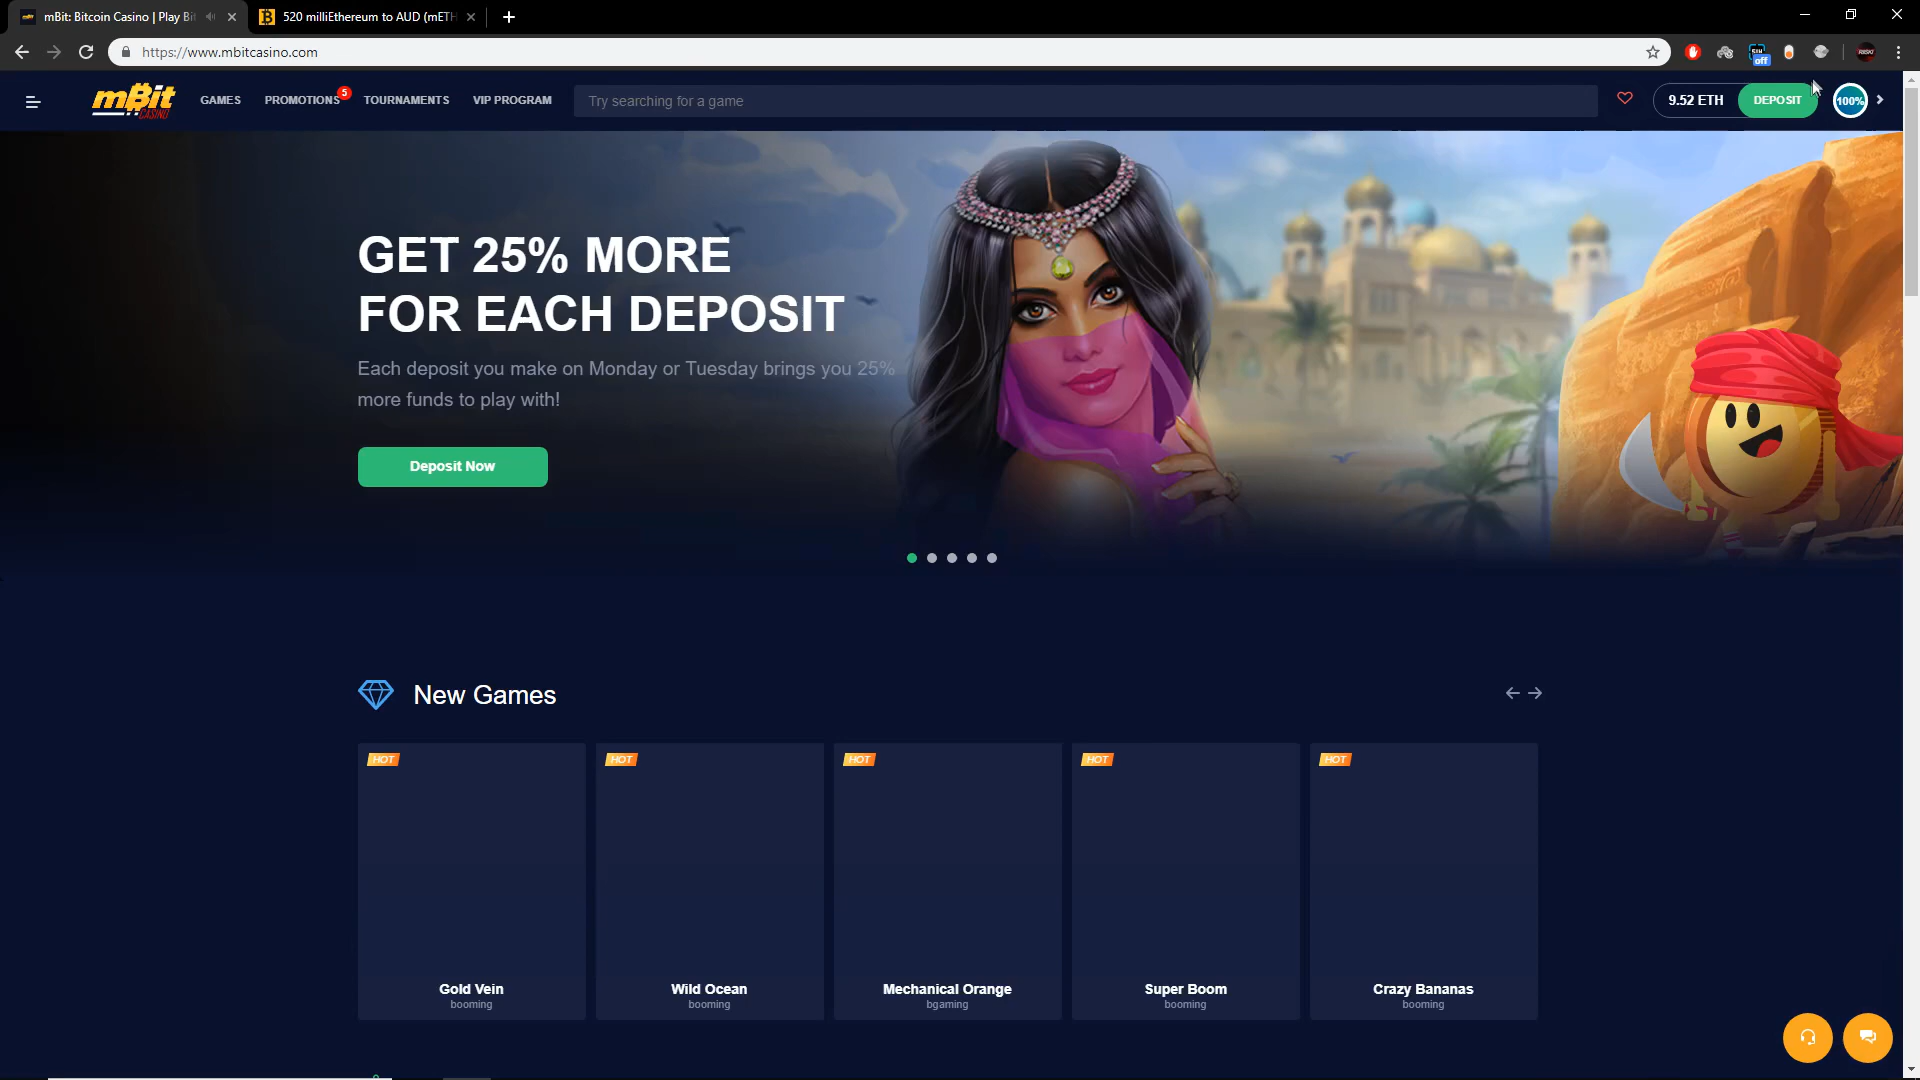 mBit: Bitcoin Casino | Play Bi
520 milliEthereum to AUD (mETH
https://www.mbitcasino.com
off
mBit
CASINO
GAMES
PROMOTIONS
5
TOURNAMENTS
VIP PROGRAM
Try searching for a game
9.52 ETH
DEPOSIT
100%
GET 25% MORE
FOR EACH DEPOSIT
Each deposit you make on Monday or Tuesday brings you 25%
more funds to play with!
Deposit Now
New Games
HOT
HOT
HOT
HOT
HOT
Gold Vein
Wild Ocean
Mechanical Orange
Super Boom
Crazy Bananas
booming
booming
bgaming
booming
booming